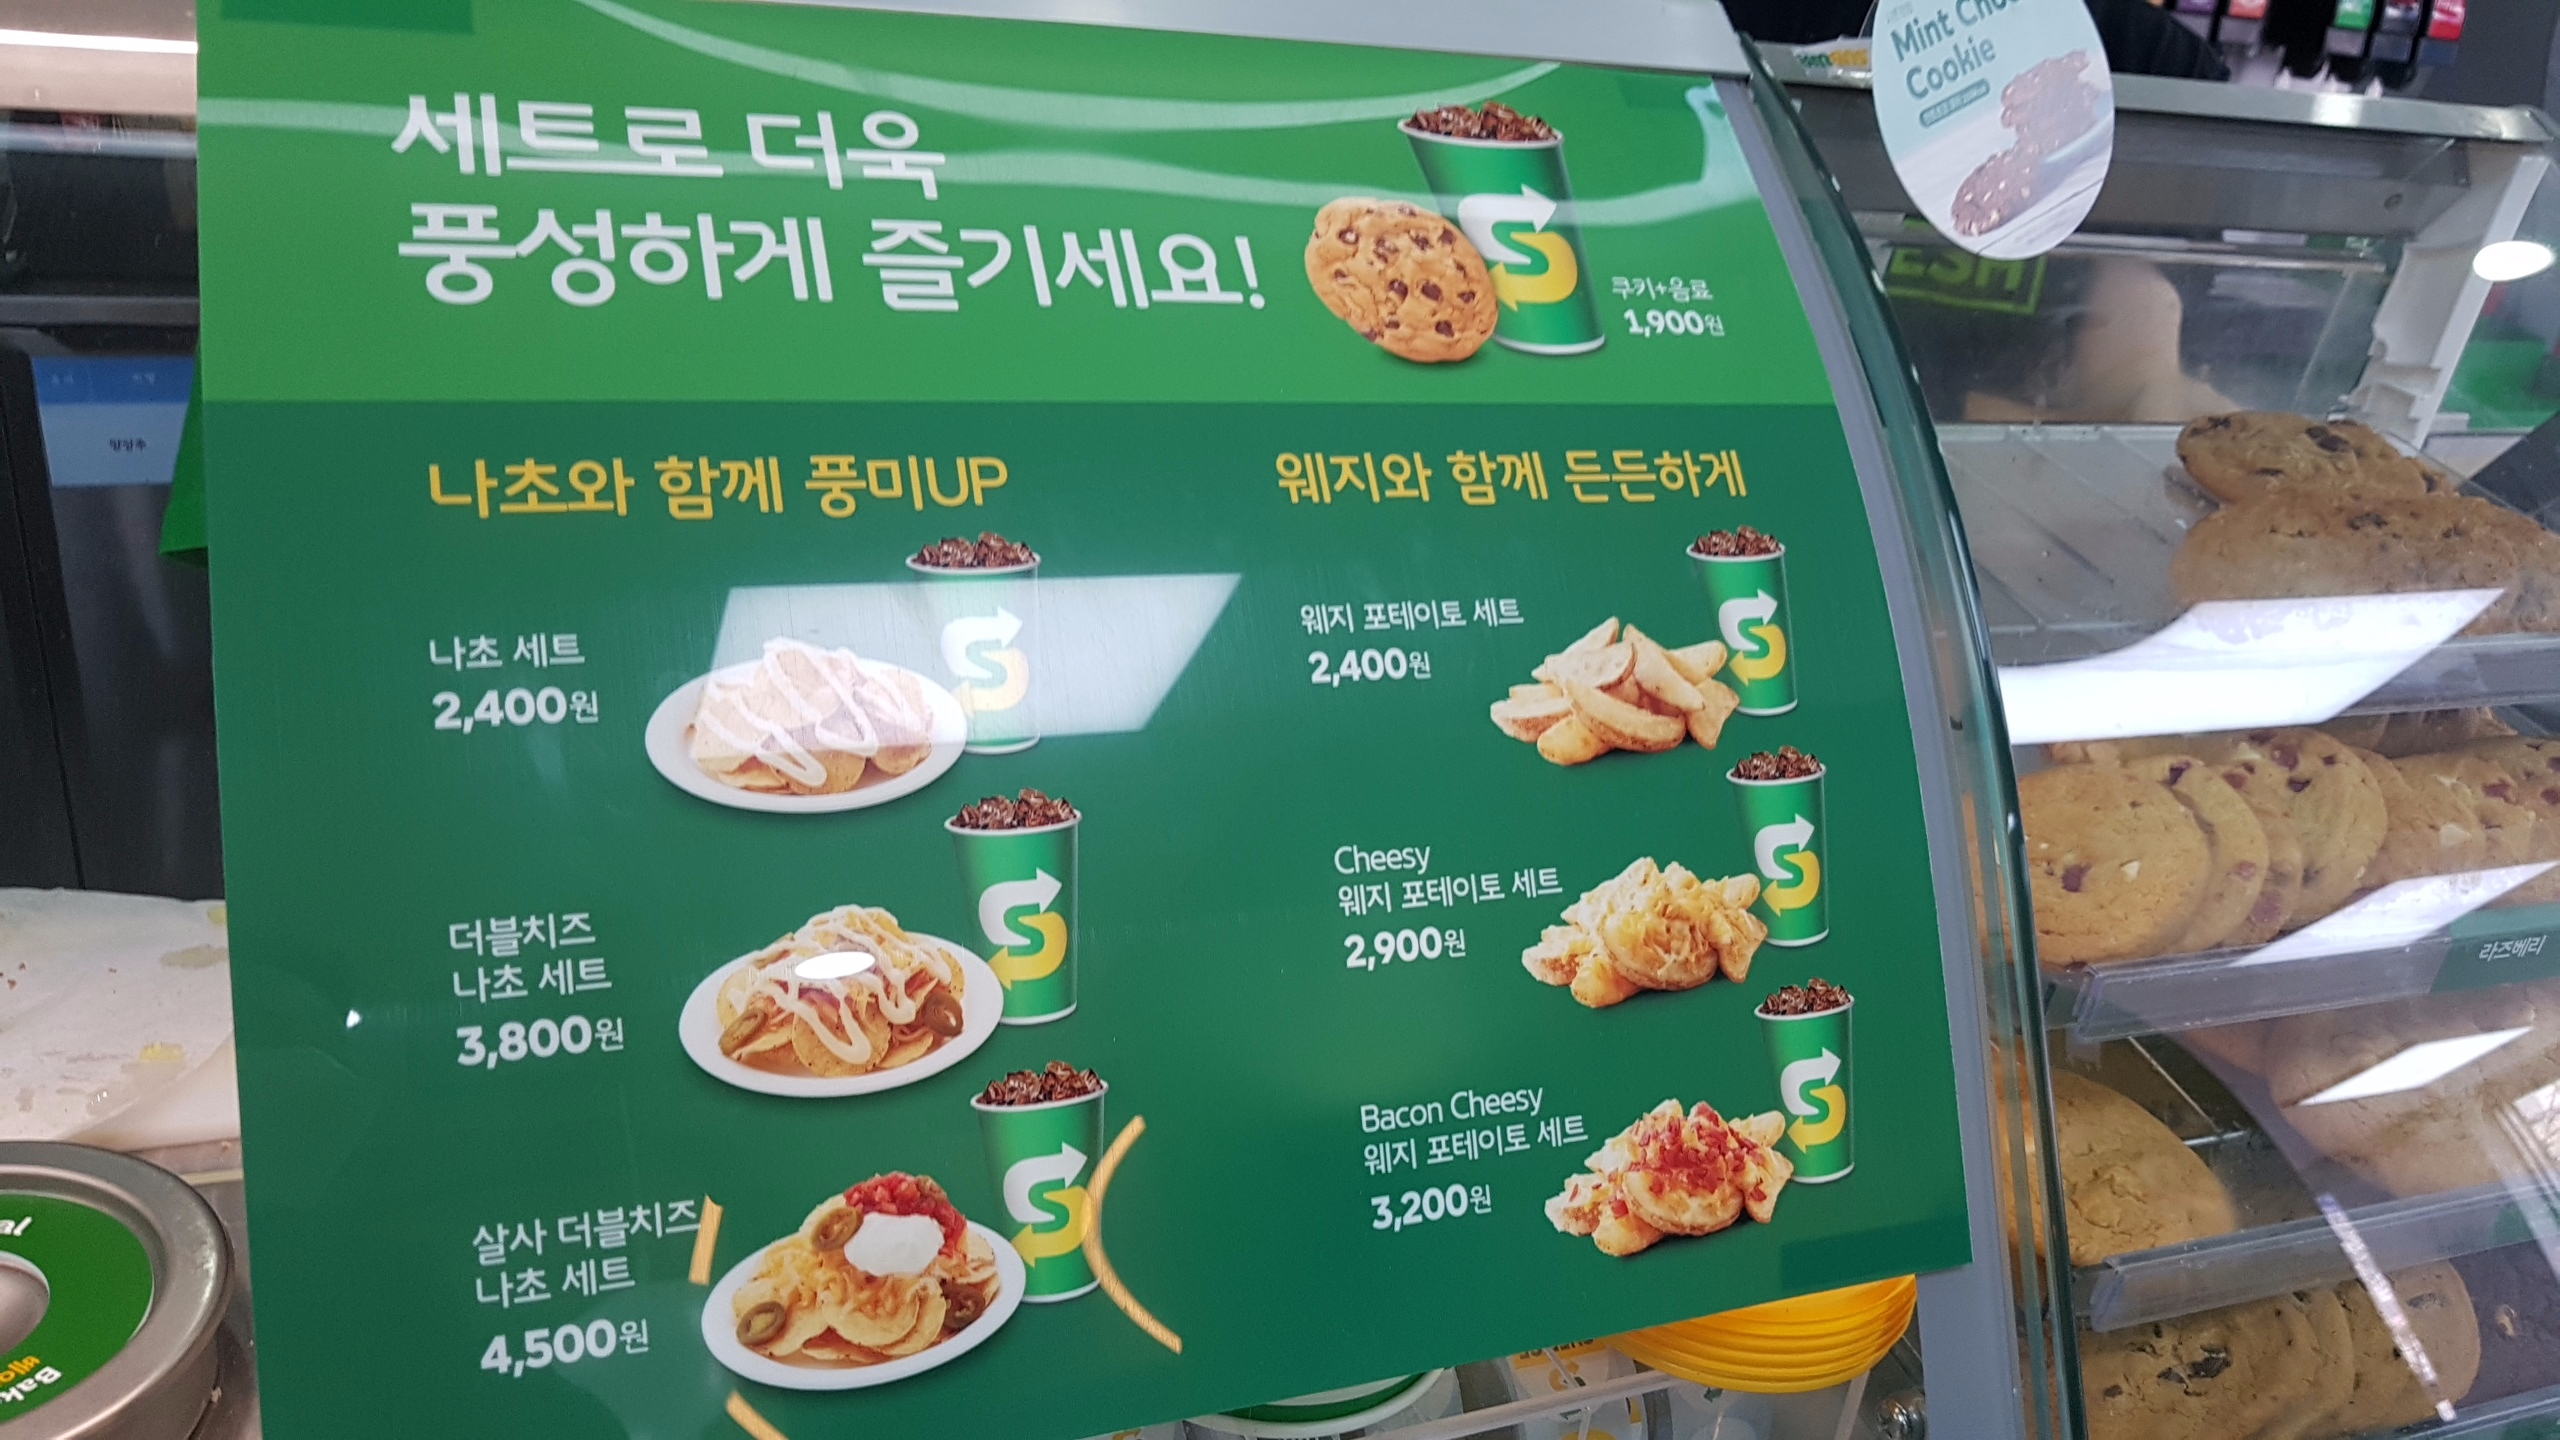 세트로 더욱
풍성하게 즐기세요!
쿠키+음료
1,900원
나초와 함께 풍미UP
나초 세트
2,400원
더블치즈
나초 세트
3,800원
살사 더블치즈
나초 세트
4,500원
웨지와 함께 든든하게
웨지 포테이토 세트
2,400원
Cheesy
웨지 포테이토 세트
2,900원
Bacon Cheesy
웨지 포테이토 세트
3,200원
Mint
Cookie
라즈베리